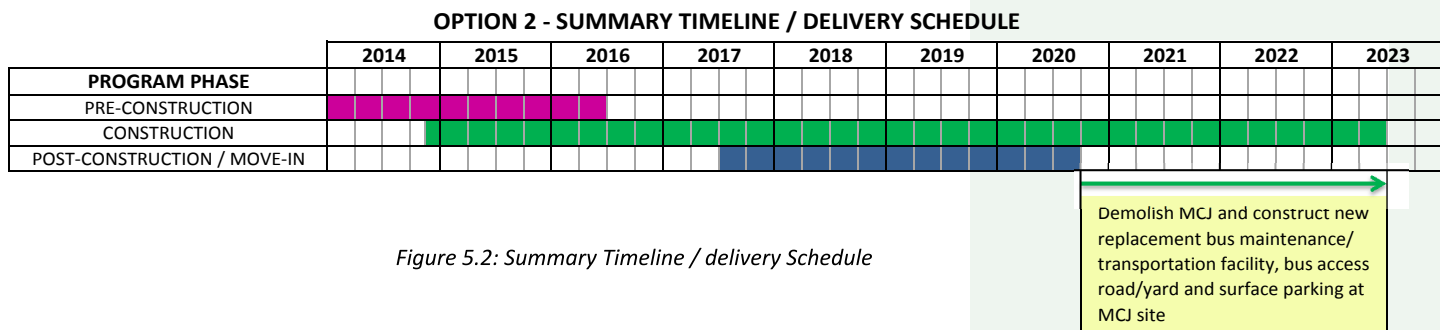 OPTION 2 - SUMMARY TIMELINE / DELIVERY SCHEDULE
2014 2015 2016 2017 2018 2019 2020 2021 2022 2023
PROGRAM PHASE
PRE-CONSTRUCTION
CONSTRUCTION
POST-CONSTRUCTION / MOVE-IN
Demolish MCJ and construct new
replacement bus maintenance/
transportation facility, bus access
road/yard and surface parking at
MCJ site
Figure 5.2: Summary Timeline / delivery Schedule